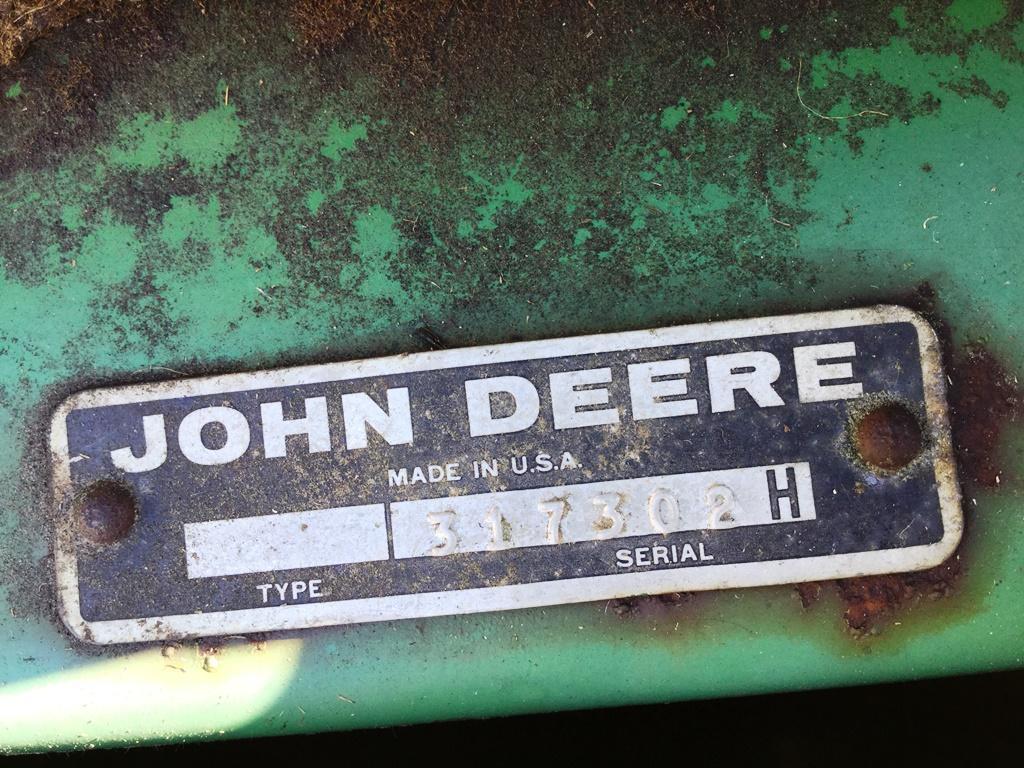 JOHN DEERE
MADE IN U.S.A.
317302 H
TYPE SERIAL